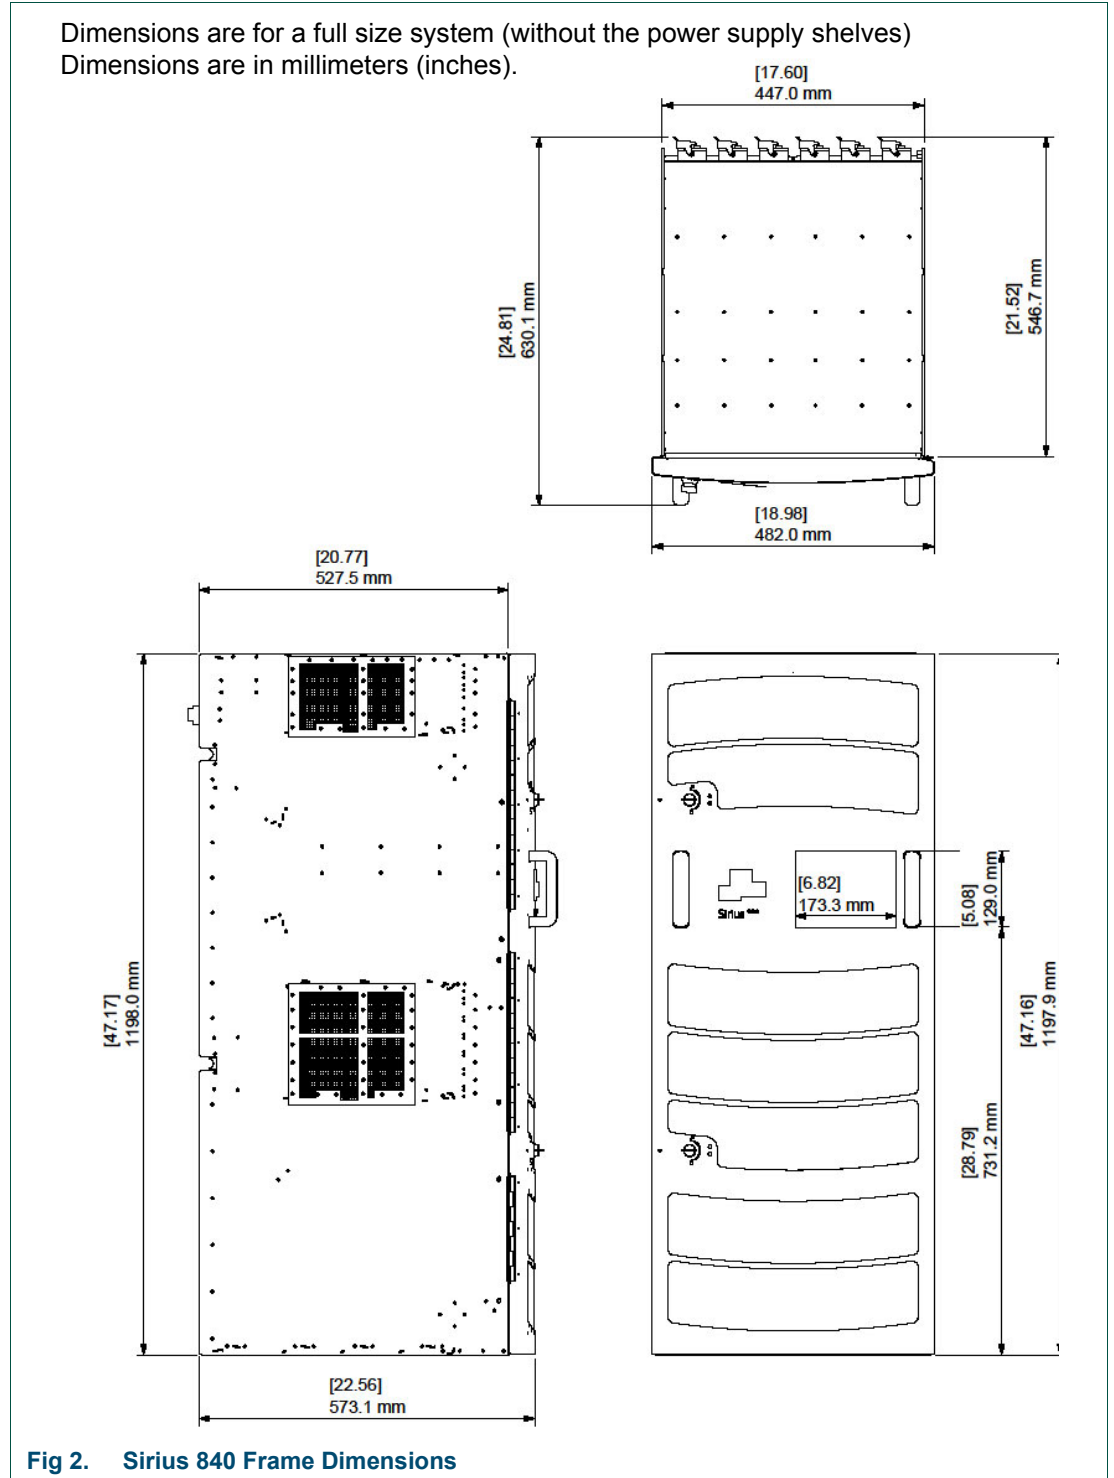 Dimensions are for a full size system (without the power supply shelves)
Dimensions are in millimeters (inches).
[17.60]
447.0 mm
[24.81]
630.1 mm
[21.52]
546.7 mm
[18.98]
482.0 mm
[20.77]
527.5 mm
[6.82]
173.3 mm
Sirius
[5.08]
129.0 mm
[47.17]
1198.0 mm
[47.16]
1197.9 mm
[28.79]
731.2 mm
[22.56]
573.1 mm
Fig 2. Sirius 840 Frame Dimensions